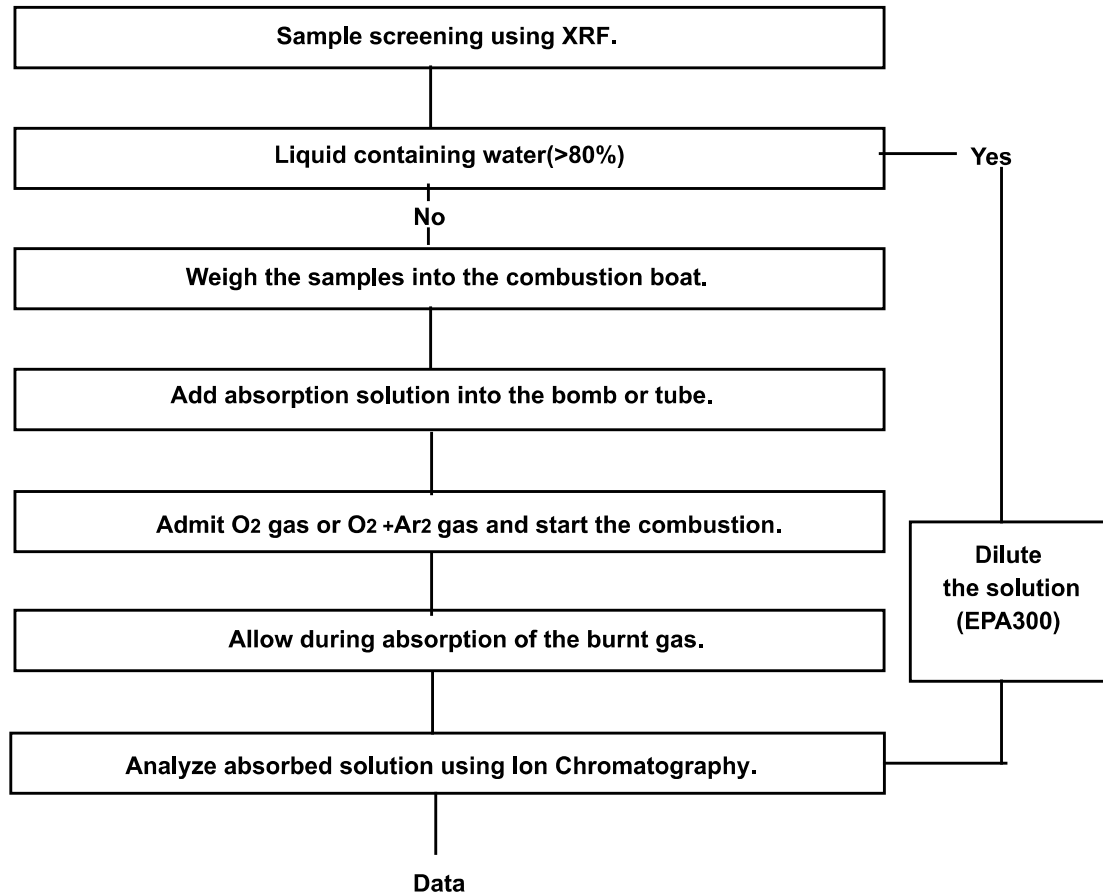 Sample screening using XRF.
Liquid containing water(>80%)
Yes
No
Weigh the samples into the combustion boat.
Add absorption solution into the bomb or tube.
Admit O2 gas or O2 +Ar2 gas and start the combustion.
Dilute
the solution
(EPA300)
Allow during absorption of the burnt gas.
Analyze absorbed solution using Ion Chromatography.
Data